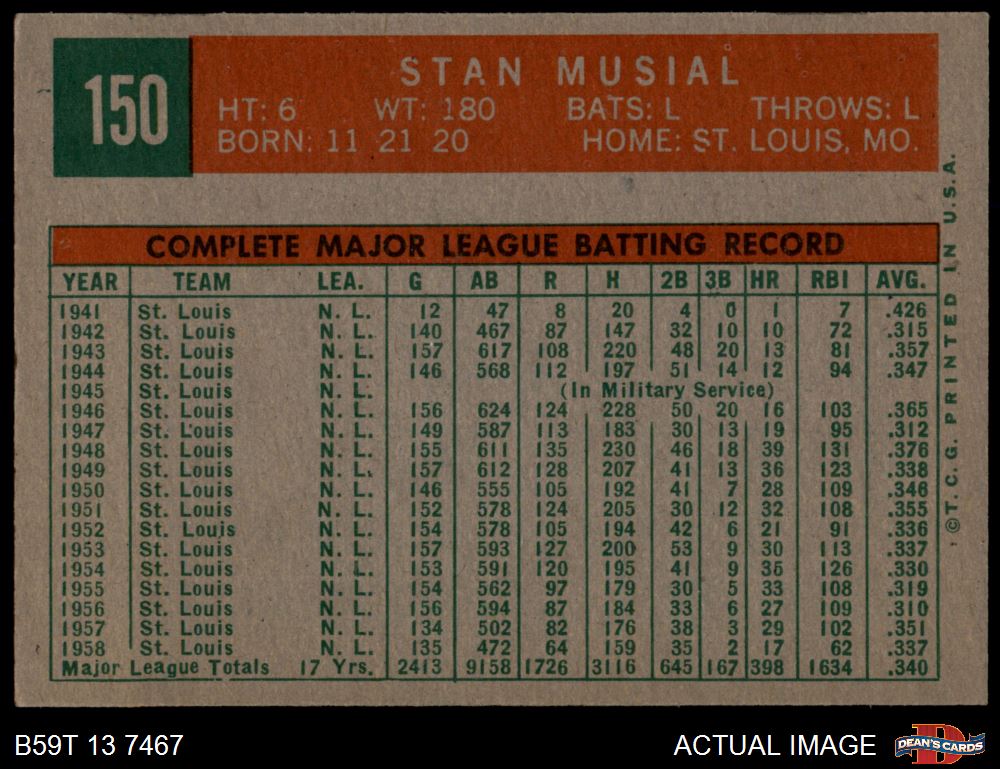 150
STAN MUSIAL
HT: 6 WT: 180 BATS: L THROWS: L
BORN: 11 21 20 HOME: ST. LOUIS, MO.
COMPLETE MAJOR LEAGUE BATTING RECORD
YEAR TEAM LEA. G AB R H 2B 3B HR RBI AVG.
1941 St. Louis N. L. 12 47 8 20 4 0 1 7 .426
1942 St. Louis N. L. 140 467 87 147 32 10 10 72 .315
1943 St. Louis N. L. 157 617 108 220 48 20 13 81 .357
1944 St. Louis N. L. 146 568 112 197 51 14 12 94 .347
1945 St. Louis N. L. (In Military Service)
1946 St. Louis N. L. 156 624 124 228 50 20 16 103 .365
1947 St. Louis N. L. 149 587 113 183 30 13 19 95 .312
1948 St. Louis N. L. 155 611 135 230 46 18 39 131 .376
1949 St. Louis N. L. 157 612 128 207 41 13 36 123 .338
1950 St. Louis N. L. 146 555 105 192 41 7 28 109 .346
1951 St. Louis N. L. 152 578 124 205 30 12 32 108 .355
1952 St. Louis N. L. 154 578 105 194 42 6 21 91 .336
1953 St. Louis N. L. 157 593 127 200 53 9 30 113 .337
1954 St. Louis N. L. 153 591 120 195 41 9 35 126 .330
1955 St. Louis N. L. 154 562 97 179 30 5 33 108 .319
1956 St. Louis N. L. 156 594 87 184 33 6 27 109 .310
1957 St. Louis N. L. 134 502 82 176 38 3 29 102 .351
1958 St. Louis N. L. 135 472 64 159 35 2 17 62 .337
Major League Totals 17 Yrs. 2413 9158 1726 3116 645 167 398 1634 .340
©T. C. G. PRINTED IN U.S.A.
B59T 13 7467
ACTUAL IMAGE
DEAN'S CARDS